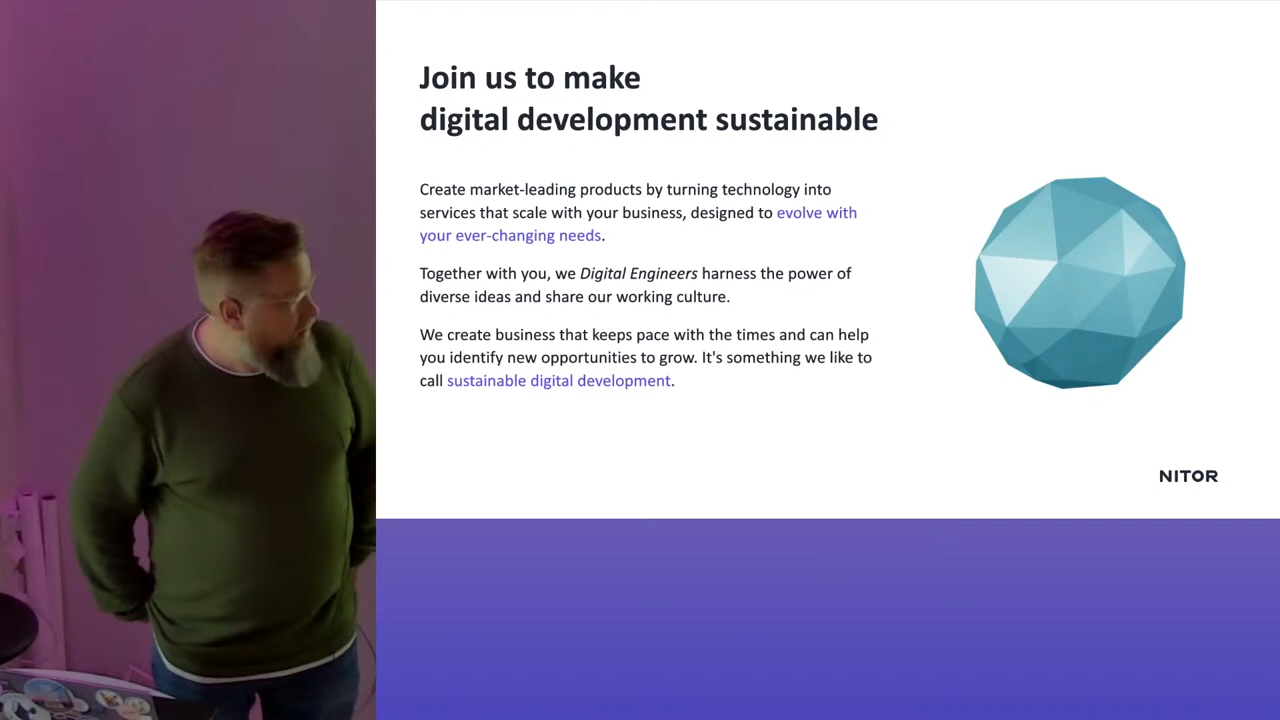 Join us to make
digital development sustainable
Create market-leading products by turning technology into
services that scale with your business, designed to evolve with
your ever-changing needs.
Together with you, we Digital Engineers harness the power of
diverse ideas and share our working culture.
We create business that keeps pace with the times and can help
you identify new opportunities to grow. It's something we like to
call sustainable digital development.
NITOR